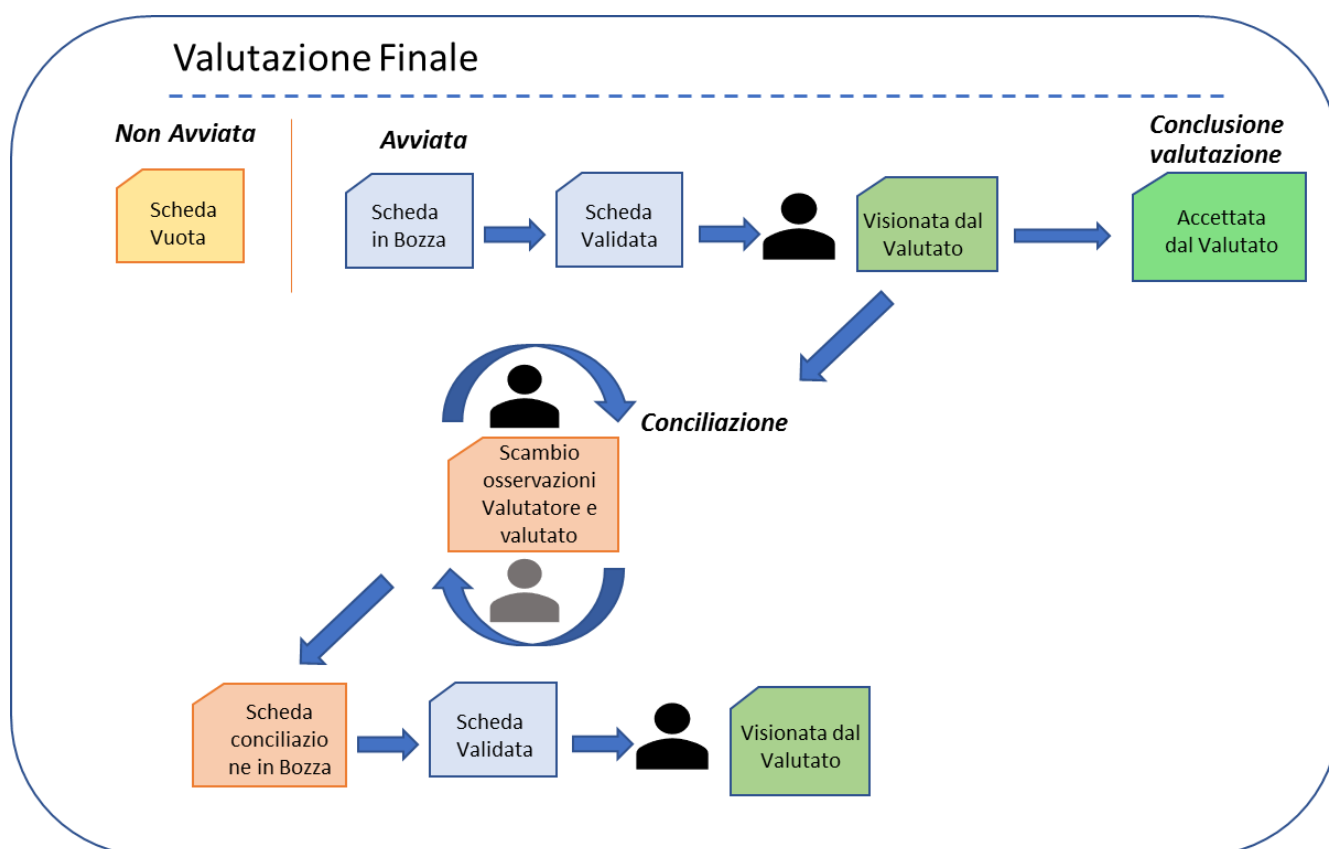 Valutazione Finale
Non Avviata
Avviata
Conclusione
valutazione
Scheda
Vuota
Scheda
in Bozza
Scheda
Validata
Visionata dal
Valutato
Accettata
dal Valutato
Conciliazione
Scambio
osservazioni
Valutatore e
valutato
Scheda
conciliazio
ne in Bozza
Scheda
Validata
Visionata dal
Valutato